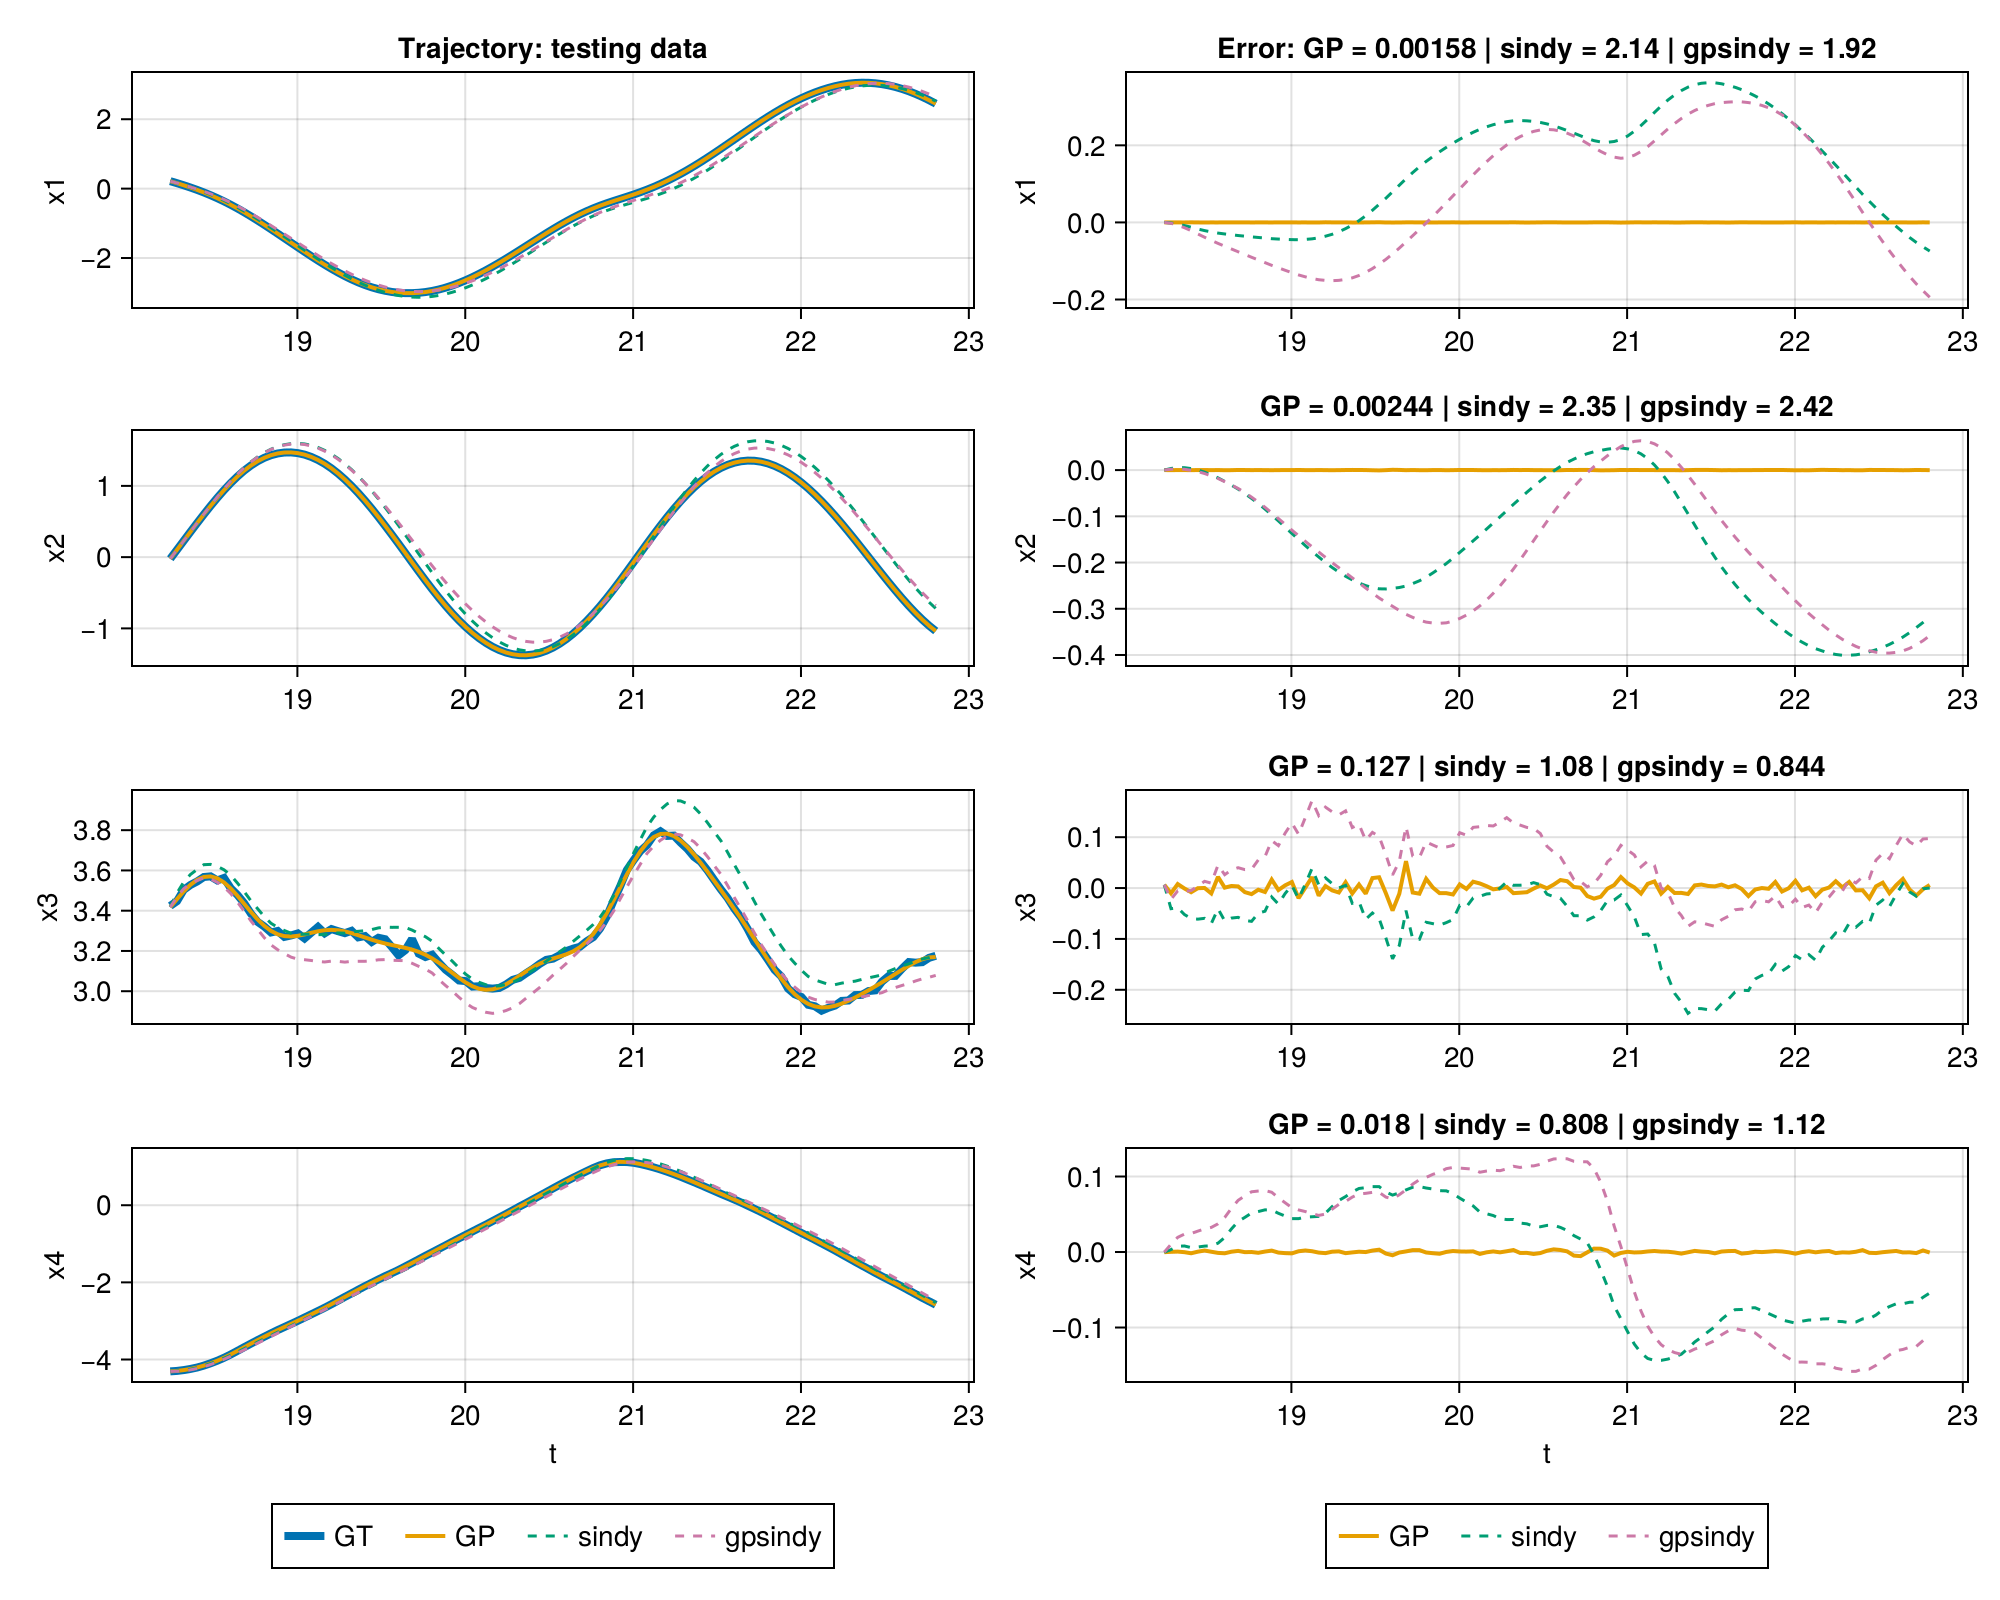 Trajectory: testing data
x1
2
0
−2
19 20 21 22 23
Error: GP = 0.00158 | sindy = 2.14 | gpsindy = 1.92
x1
0.2
0.0
−0.2
19 20 21 22 23
x2
1
0
−1
19 20 21 22 23
GP = 0.00244 | sindy = 2.35 | gpsindy = 2.42
x2
0.0
−0.1
−0.2
−0.3
−0.4
19 20 21 22 23
x3
3.8
3.6
3.4
3.2
3.0
19 20 21 22 23
GP = 0.127 | sindy = 1.08 | gpsindy = 0.844
x3
0.1
0.0
−0.1
−0.2
19 20 21 22 23
x4
0
−2
−4
19 20 21 22 23
t
GP = 0.018 | sindy = 0.808 | gpsindy = 1.12
x4
0.1
0.0
−0.1
19 20 21 22 23
t
GT GP sindy gpsindy
GP sindy gpsindy